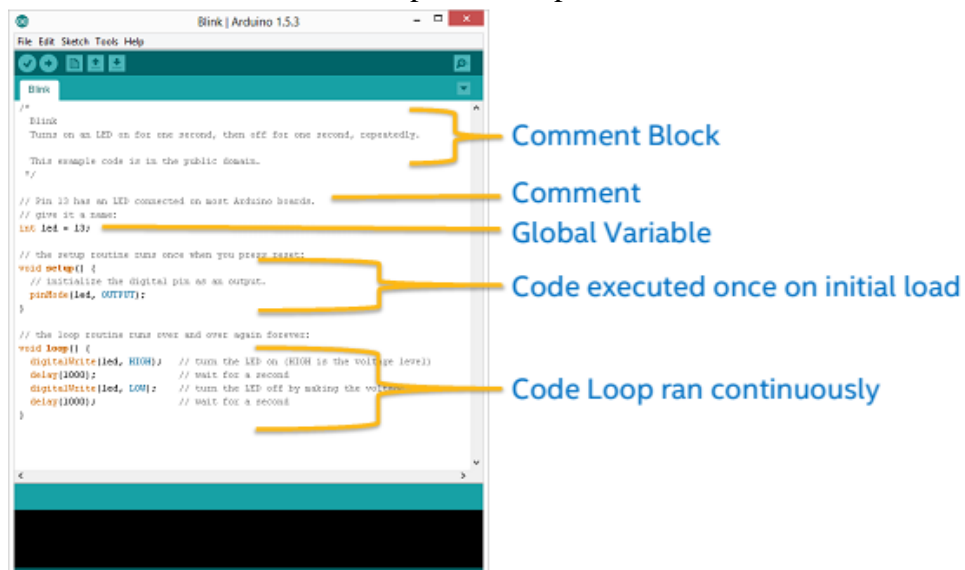 Blink | Arduino 1.5.3
File Edit Sketch Tools Help
Blink
/*
Blink
Turns on an LED on for one second, then off for one second, repeatedly.
This example code is in the public domain.
*/
// Pin 13 has an LED connected on most Arduino boards.
// give it a name:
int led = 13;
// the setup routine runs once when you press reset:
void setup() {
// initialize the digital pin as an output.
pinMode(led, OUTPUT);
}
// the loop routine runs over and over again forever:
void loop() {
digitalWrite(led, HIGH); // turn the LED on (HIGH is the voltage level)
delay(1000); // wait for a second
digitalWrite(led, LOW); // turn the LED off by making the voltage
delay(1000); // wait for a second
}
Comment Block
Comment
Global Variable
Code executed once on initial load
Code Loop ran continuously